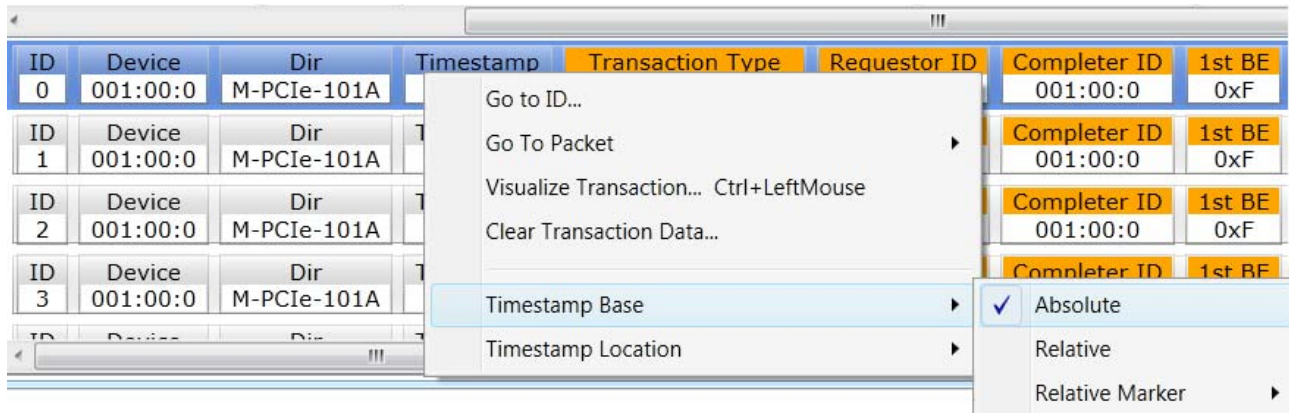 ID Device Dir Timestamp Transaction Type Requestor ID Completer ID 1st BE
0 001:00:0 M-PCIe-101A 001:00:0 0xF
Go to ID...
ID Device Dir Completer ID 1st BE
1 001:00:0 M-PCIe-101A 001:00:0 0xF
Go To Packet
Visualize Transaction... Ctrl+LeftMouse
ID Device Dir Completer ID 1st BE
2 001:00:0 M-PCIe-101A 001:00:0 0xF
Clear Transaction Data...
ID Device Dir Completer ID 1st BE
3 001:00:0 M-PCIe-101A
Timestamp Base
Absolute
ID Device Dir
Timestamp Location
Relative
Relative Marker